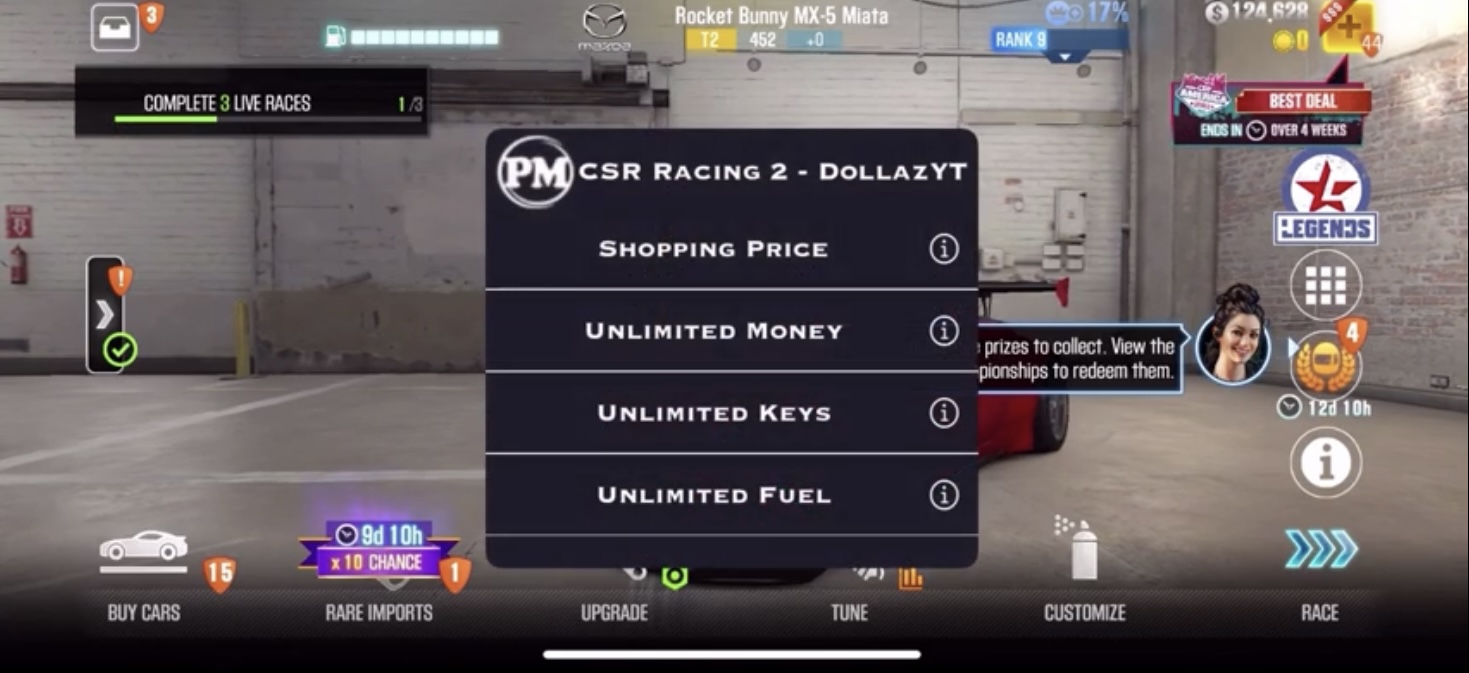 3
mazda
Rocket Bunny MX-5 Miata
T2 452 +0
17%
RANK 9
$ 124,628
0
$$$
44
COMPLETE 3 LIVE RACES 1/3
AMERICA
BEST DEAL
ENDS IN OVER 4 WEEKS
PM CSR RACING 2 - DOLLAZYT
SHOPPING PRICE
UNLIMITED MONEY
UNLIMITED KEYS
UNLIMITED FUEL
LEGENDS
prizes to collect. View the
pionships to redeem them.
4
12d 10h
9d 10h
x10 CHANCE
15
1
BUY CARS
RARE IMPORTS
UPGRADE
TUNE
CUSTOMIZE
RACE